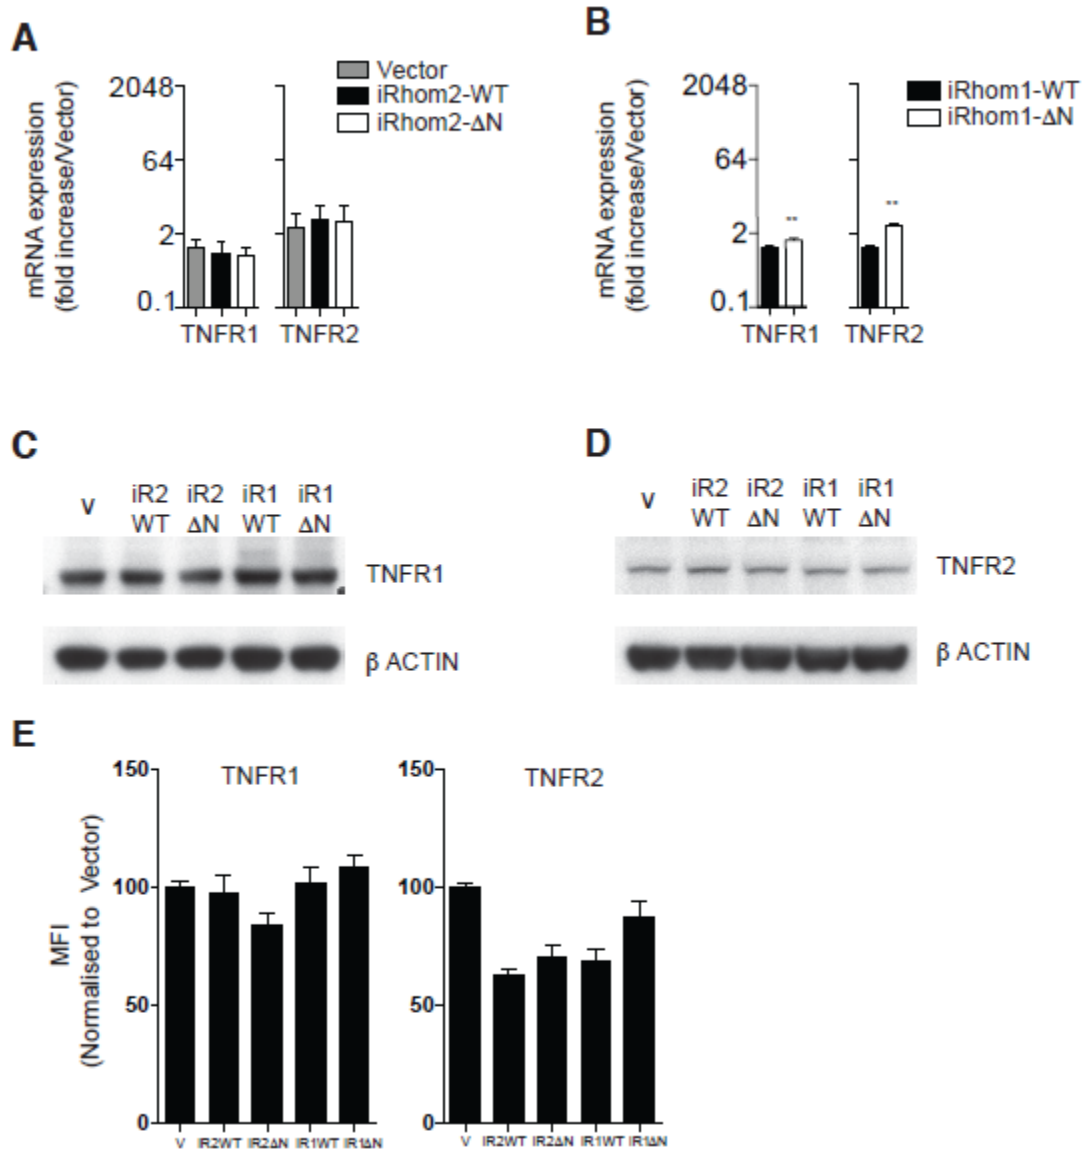 A
Vector
iRhom2-WT
iRhom2-ΔN
mRNA expression
(fold increase/Vector)
2048
64
2
0.1
TNFR1
TNFR2
B
iRhom1-WT
iRhom1-ΔN
mRNA expression
(fold increase/Vector)
2048
64
2
0.1
**
**
TNFR1
TNFR2
C
V iR2 iR2 iR1 iR1
WT ΔN WT ΔN
TNFR1
β ACTIN
D
V iR2 iR2 iR1 iR1
WT ΔN WT ΔN
TNFR2
β ACTIN
E
MFI
(Normalised to Vector)
TNFR1
150
100
50
0
V IR2WT IR2ΔN IR1WT IR1ΔN
TNFR2
150
100
50
0
V IR2WT IR2ΔN IR1WT IR1ΔN